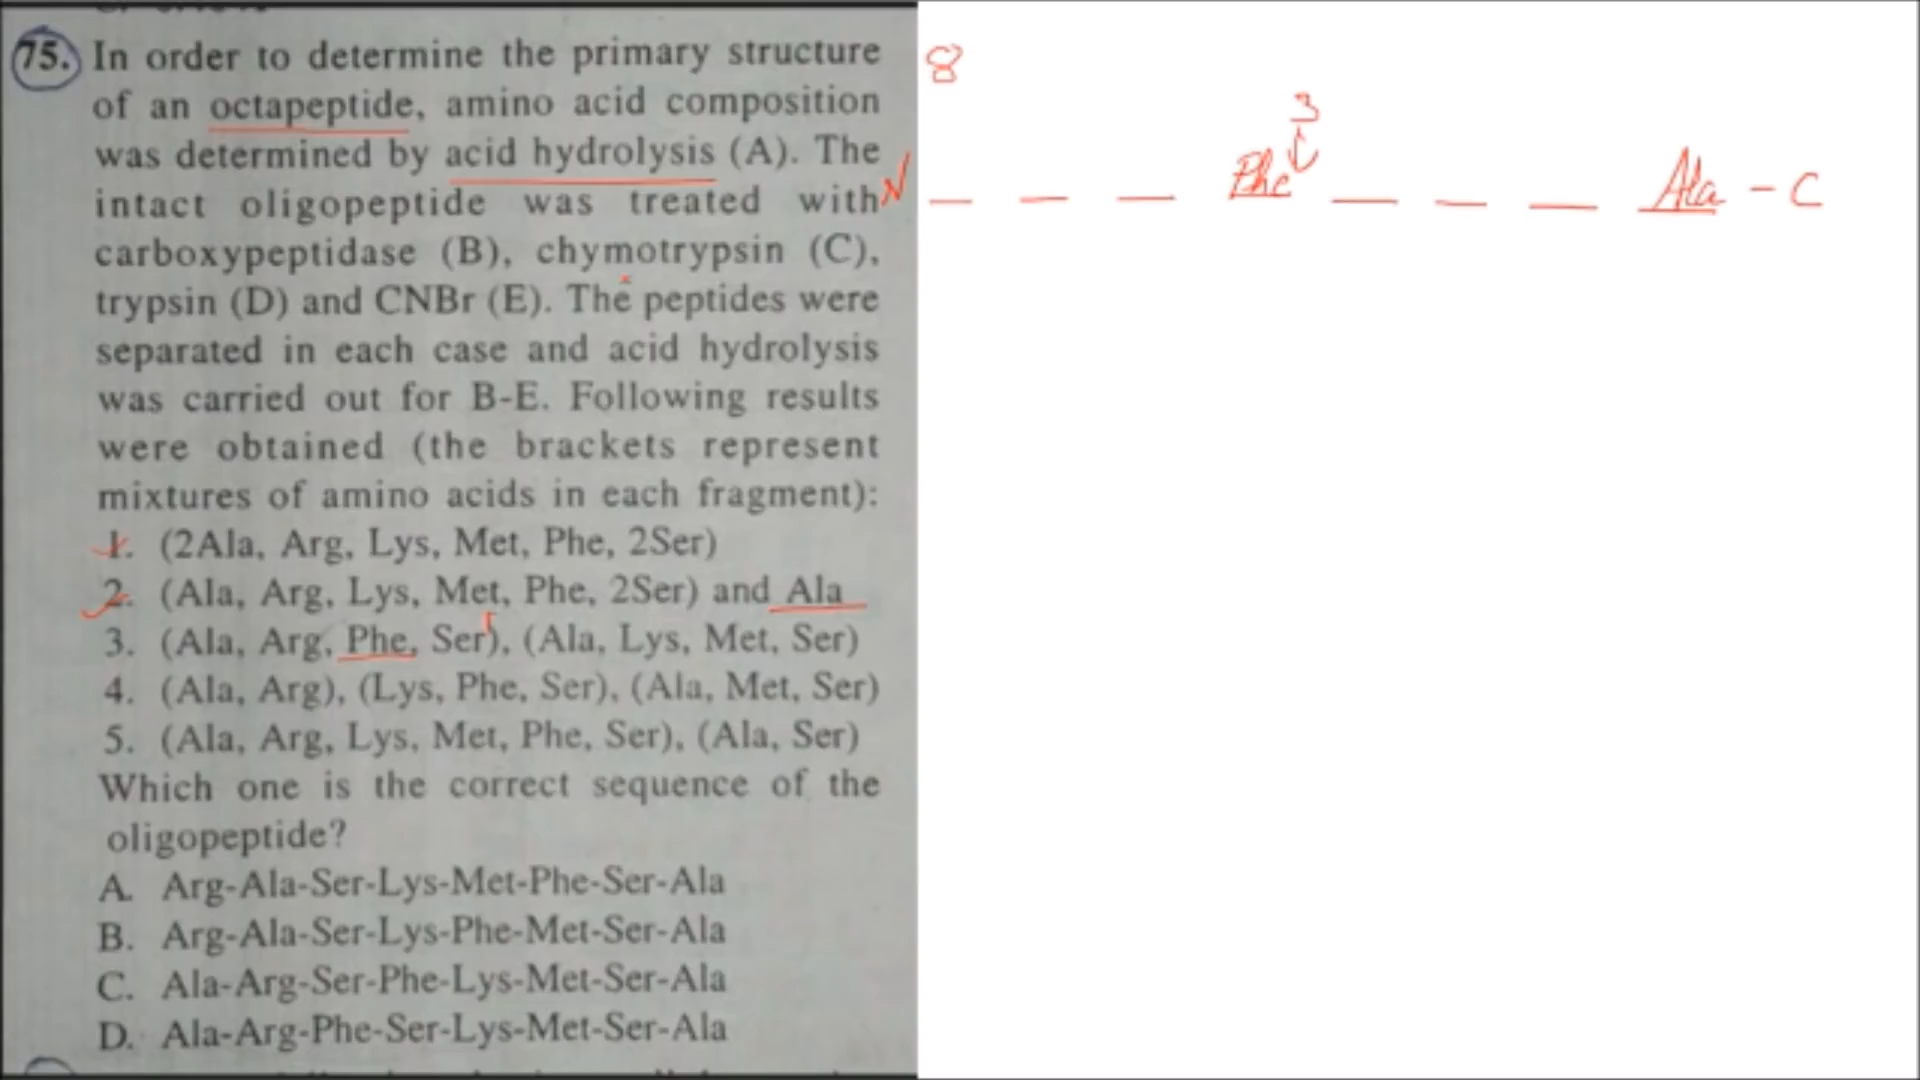 75. In order to determine the primary structure
of an octapeptide, amino acid composition
was determined by acid hydrolysis (A). The
intact oligopeptide was treated with
carboxypeptidase (B), chymotrypsin (C),
trypsin (D) and CNBr (E). The peptides were
separated in each case and acid hydrolysis
was carried out for B-E. Following results
were obtained (the brackets represent
mixtures of amino acids in each fragment):
1. (2Ala, Arg, Lys, Met, Phe, 2Ser)
2. (Ala, Arg, Lys, Met, Phe, 2Ser) and Ala
3. (Ala, Arg, Phe, Ser), (Ala, Lys, Met, Ser)
4. (Ala, Arg), (Lys, Phe, Ser), (Ala, Met, Ser)
5. (Ala, Arg, Lys, Met, Phe, Ser), (Ala, Ser)
Which one is the correct sequence of the
oligopeptide?
A. Arg-Ala-Ser-Lys-Met-Phe-Ser-Ala
B. Arg-Ala-Ser-Lys-Phe-Met-Ser-Ala
C. Ala-Arg-Ser-Phe-Lys-Met-Ser-Ala
D. Ala-Arg-Phe-Ser-Lys-Met-Ser-Ala
8
3
N _ _ _ Phe _ _ _ Ala - C